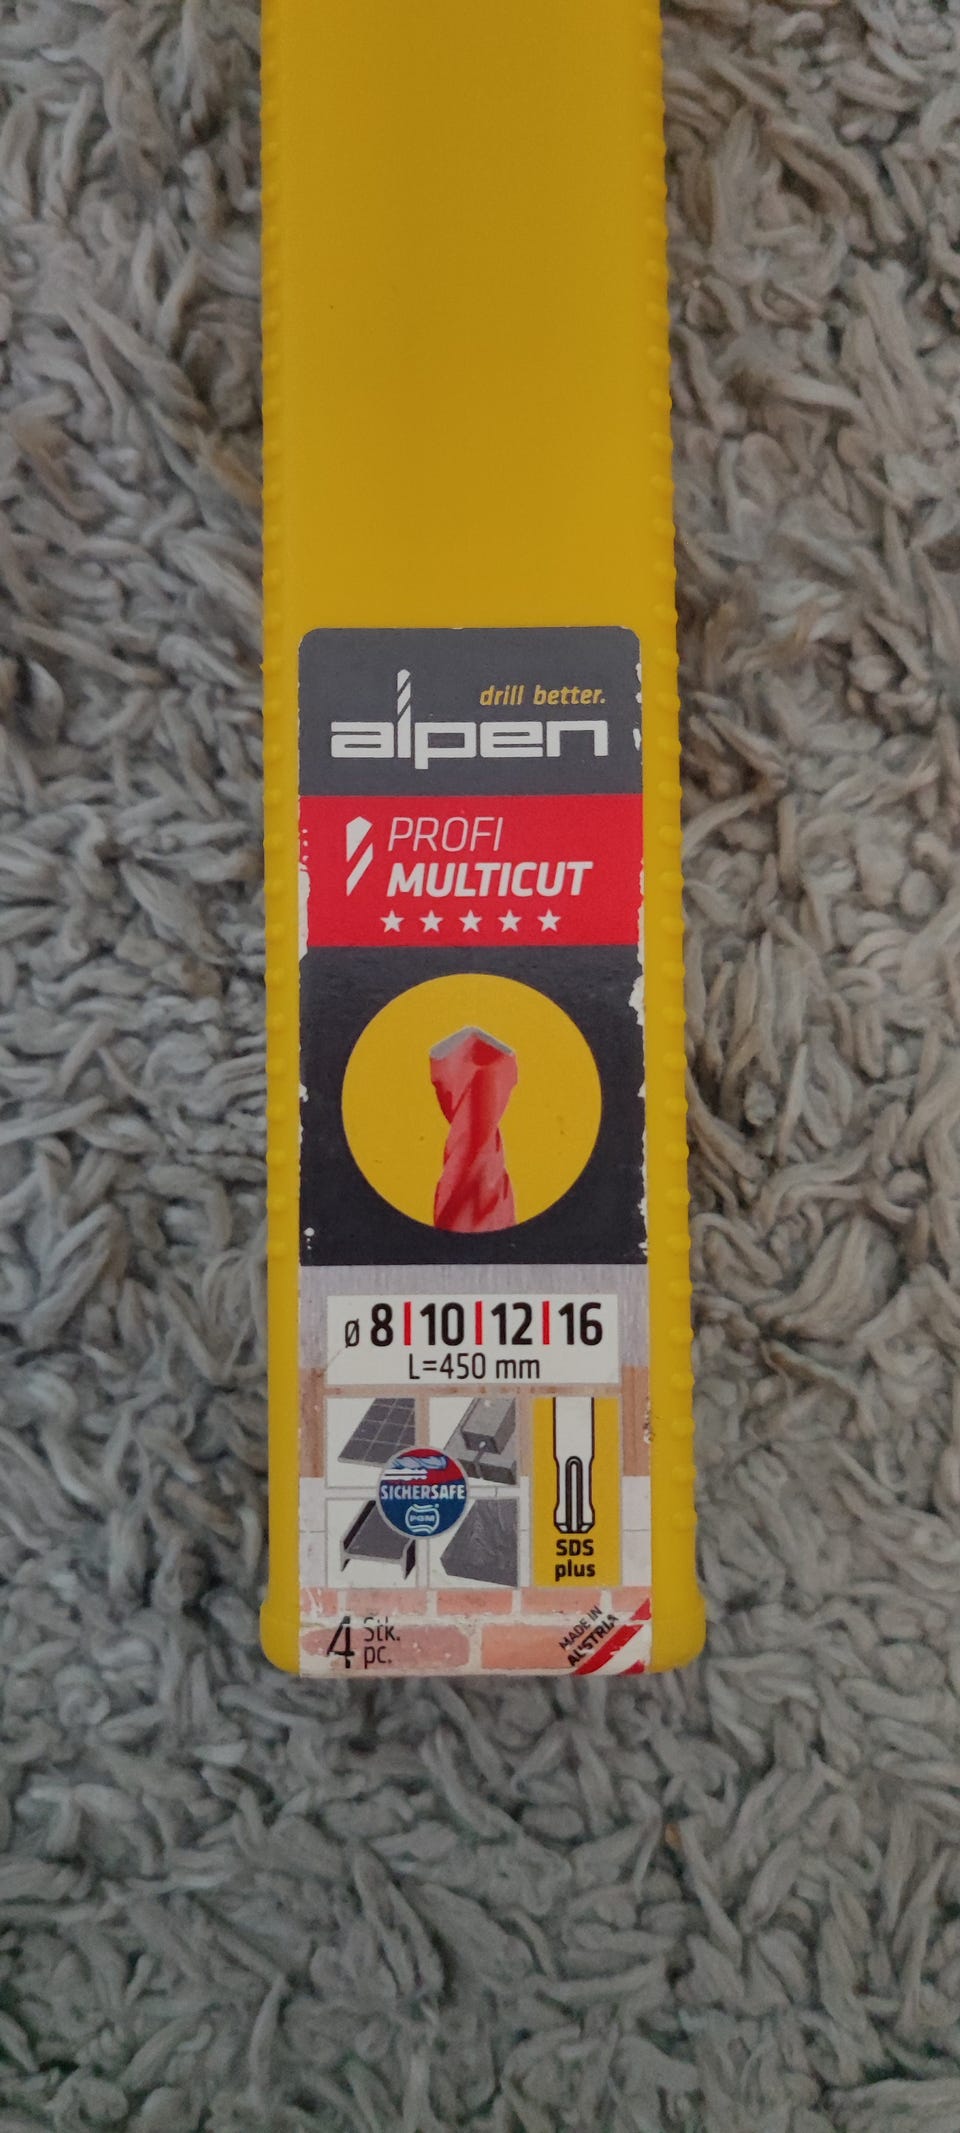 drill better.
alpen
PROFI
MULTICUT
ø 8|10|12|16
L=450 mm
SICHERSAFE
PGM
SDS
plus
4 Stk.
pc.
MADE IN
AUSTRIA